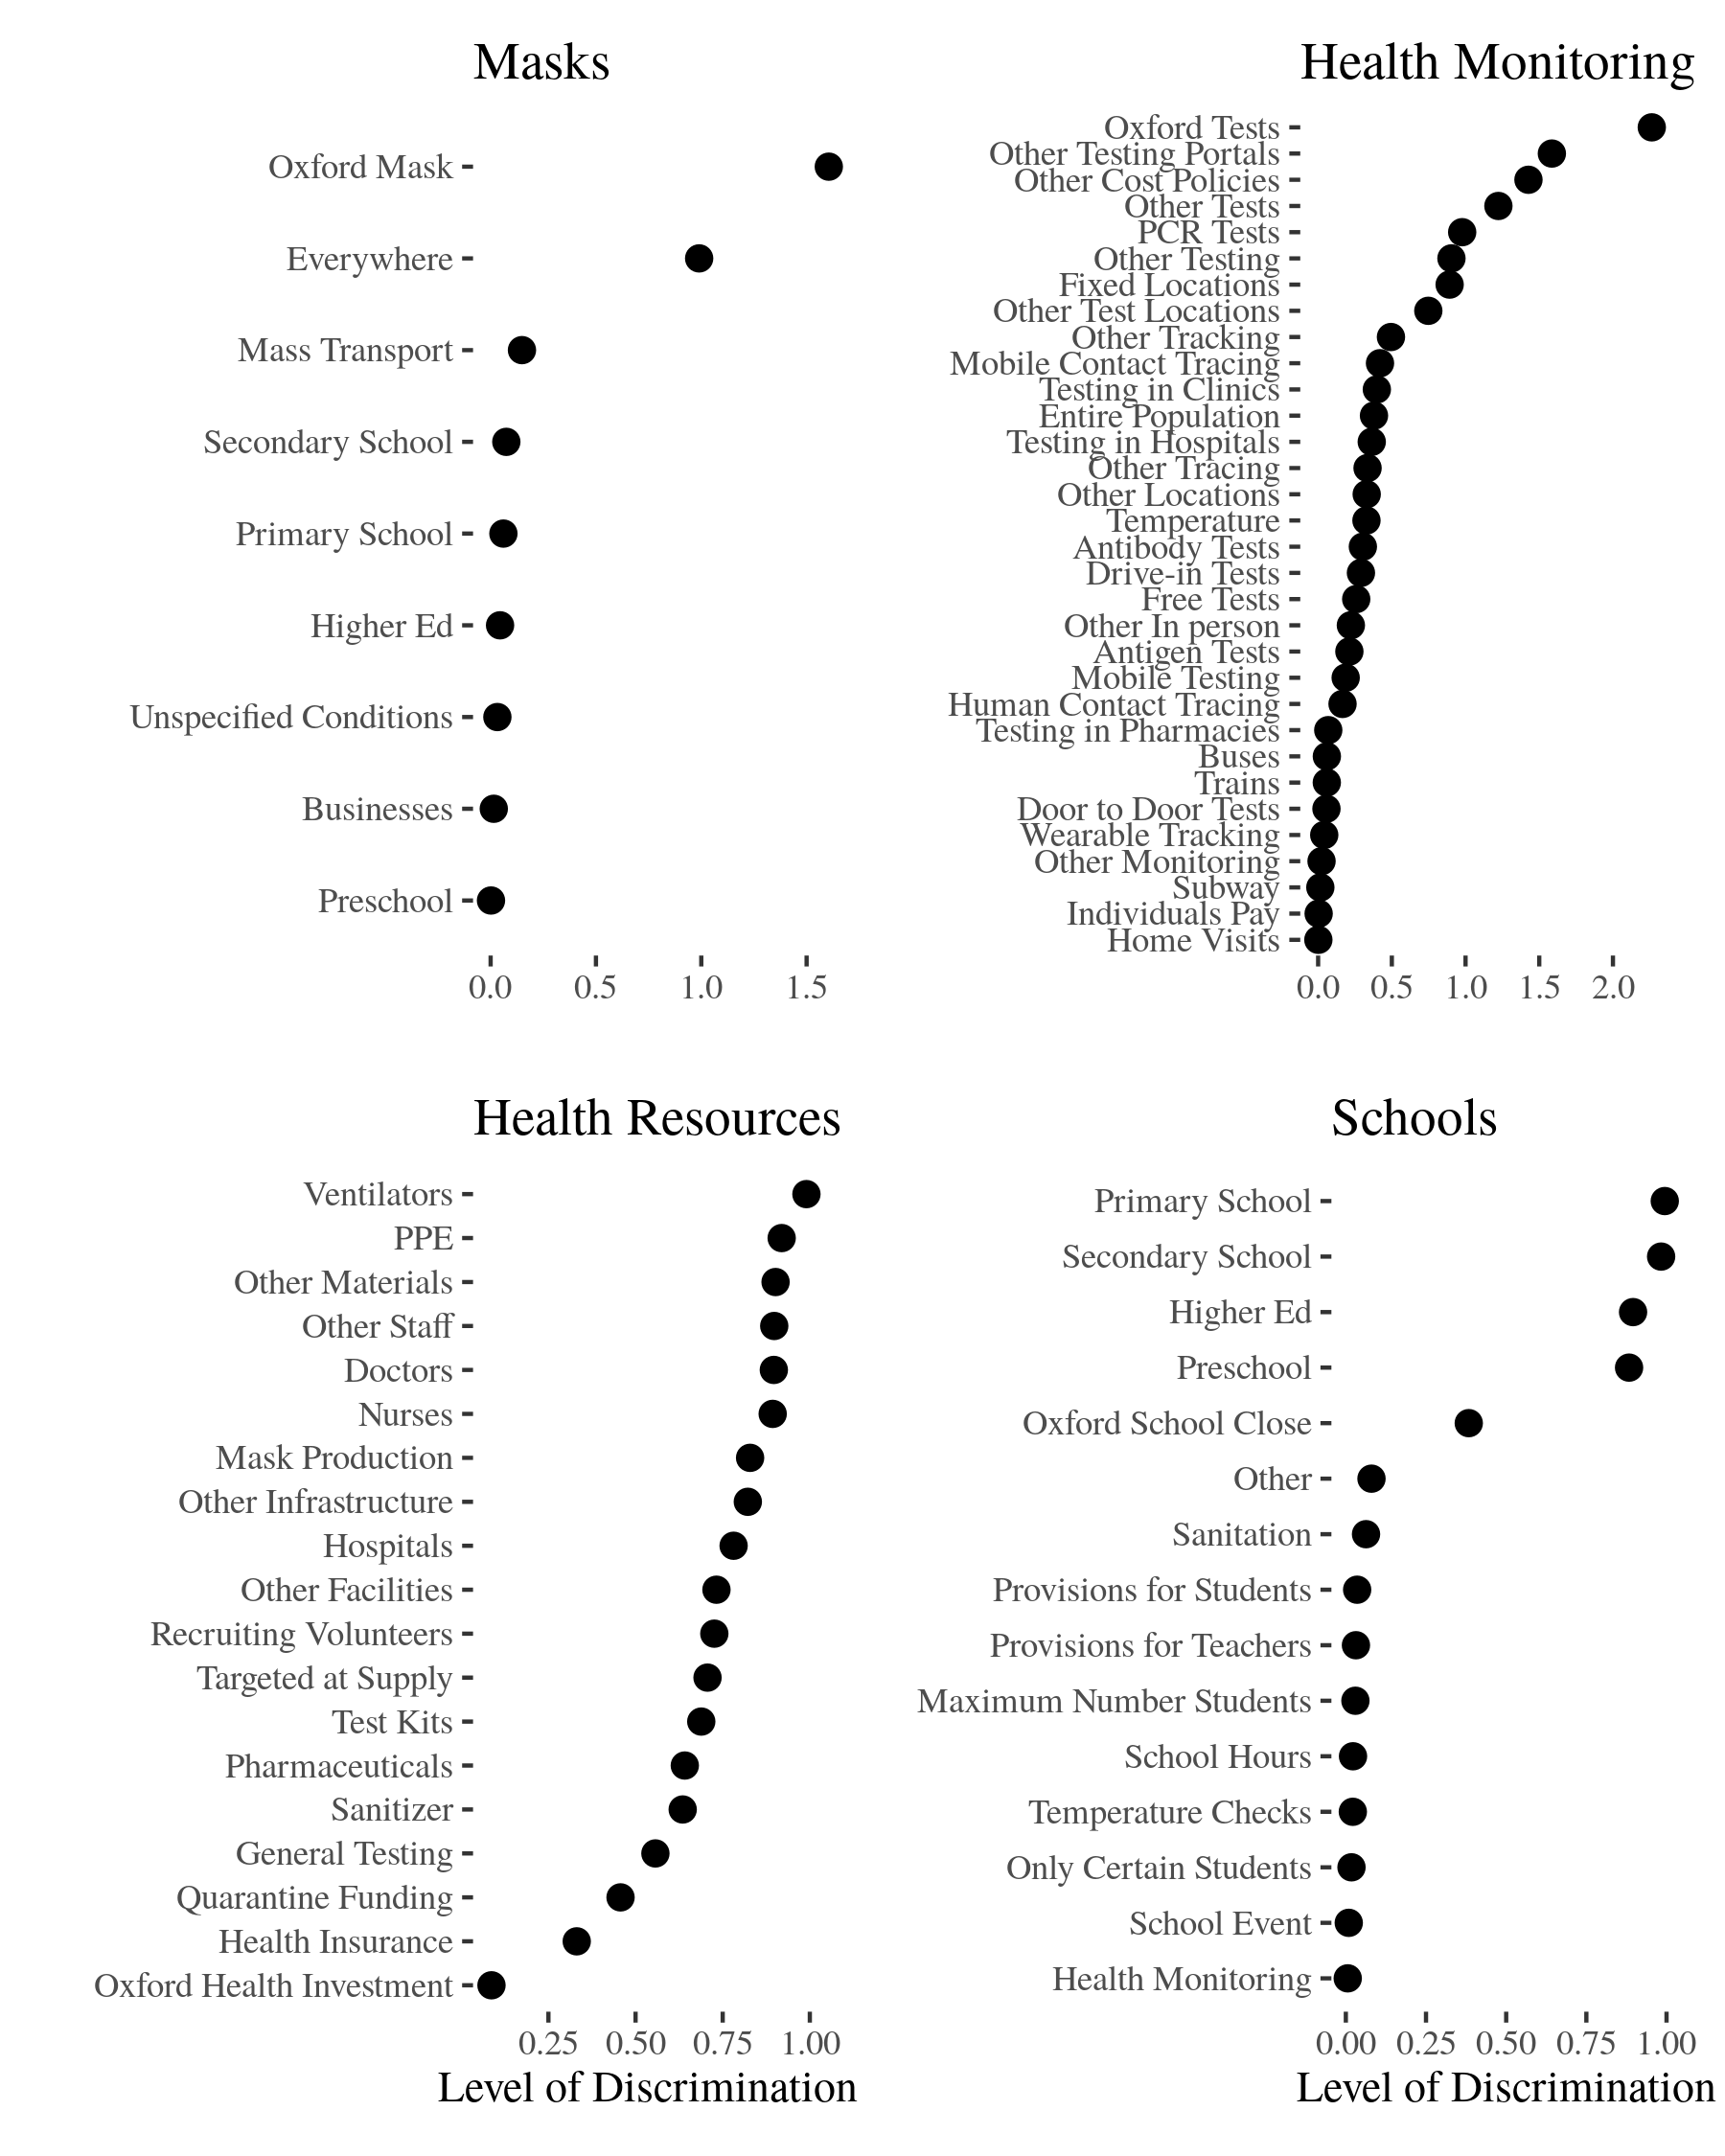 Masks
Oxford Mask
Everywhere
Mass Transport
Secondary School
Primary School
Higher Ed
Unspecified Conditions
Businesses
Preschool
0.0 0.5 1.0 1.5
Health Monitoring
Oxford Tests
Other Testing Portals
Other Cost Policies
Other Tests
PCR Tests
Other Testing
Fixed Locations
Other Test Locations
Other Tracking
Mobile Contact Tracing
Testing in Clinics
Entire Population
Testing in Hospitals
Other Tracing
Other Locations
Temperature
Antibody Tests
Drive-in Tests
Free Tests
Other In person
Antigen Tests
Mobile Testing
Human Contact Tracing
Testing in Pharmacies
Buses
Trains
Door to Door Tests
Wearable Tracking
Other Monitoring
Subway
Individuals Pay
Home Visits
0.0 0.5 1.0 1.5 2.0
Health Resources
Ventilators
PPE
Other Materials
Other Staff
Doctors
Nurses
Mask Production
Other Infrastructure
Hospitals
Other Facilities
Recruiting Volunteers
Targeted at Supply
Test Kits
Pharmaceuticals
Sanitizer
General Testing
Quarantine Funding
Health Insurance
Oxford Health Investment
0.25 0.50 0.75 1.00
Level of Discrimination
Schools
Primary School
Secondary School
Higher Ed
Preschool
Oxford School Close
Other
Sanitation
Provisions for Students
Provisions for Teachers
Maximum Number Students
School Hours
Temperature Checks
Only Certain Students
School Event
Health Monitoring
0.00 0.25 0.50 0.75 1.00
Level of Discrimination